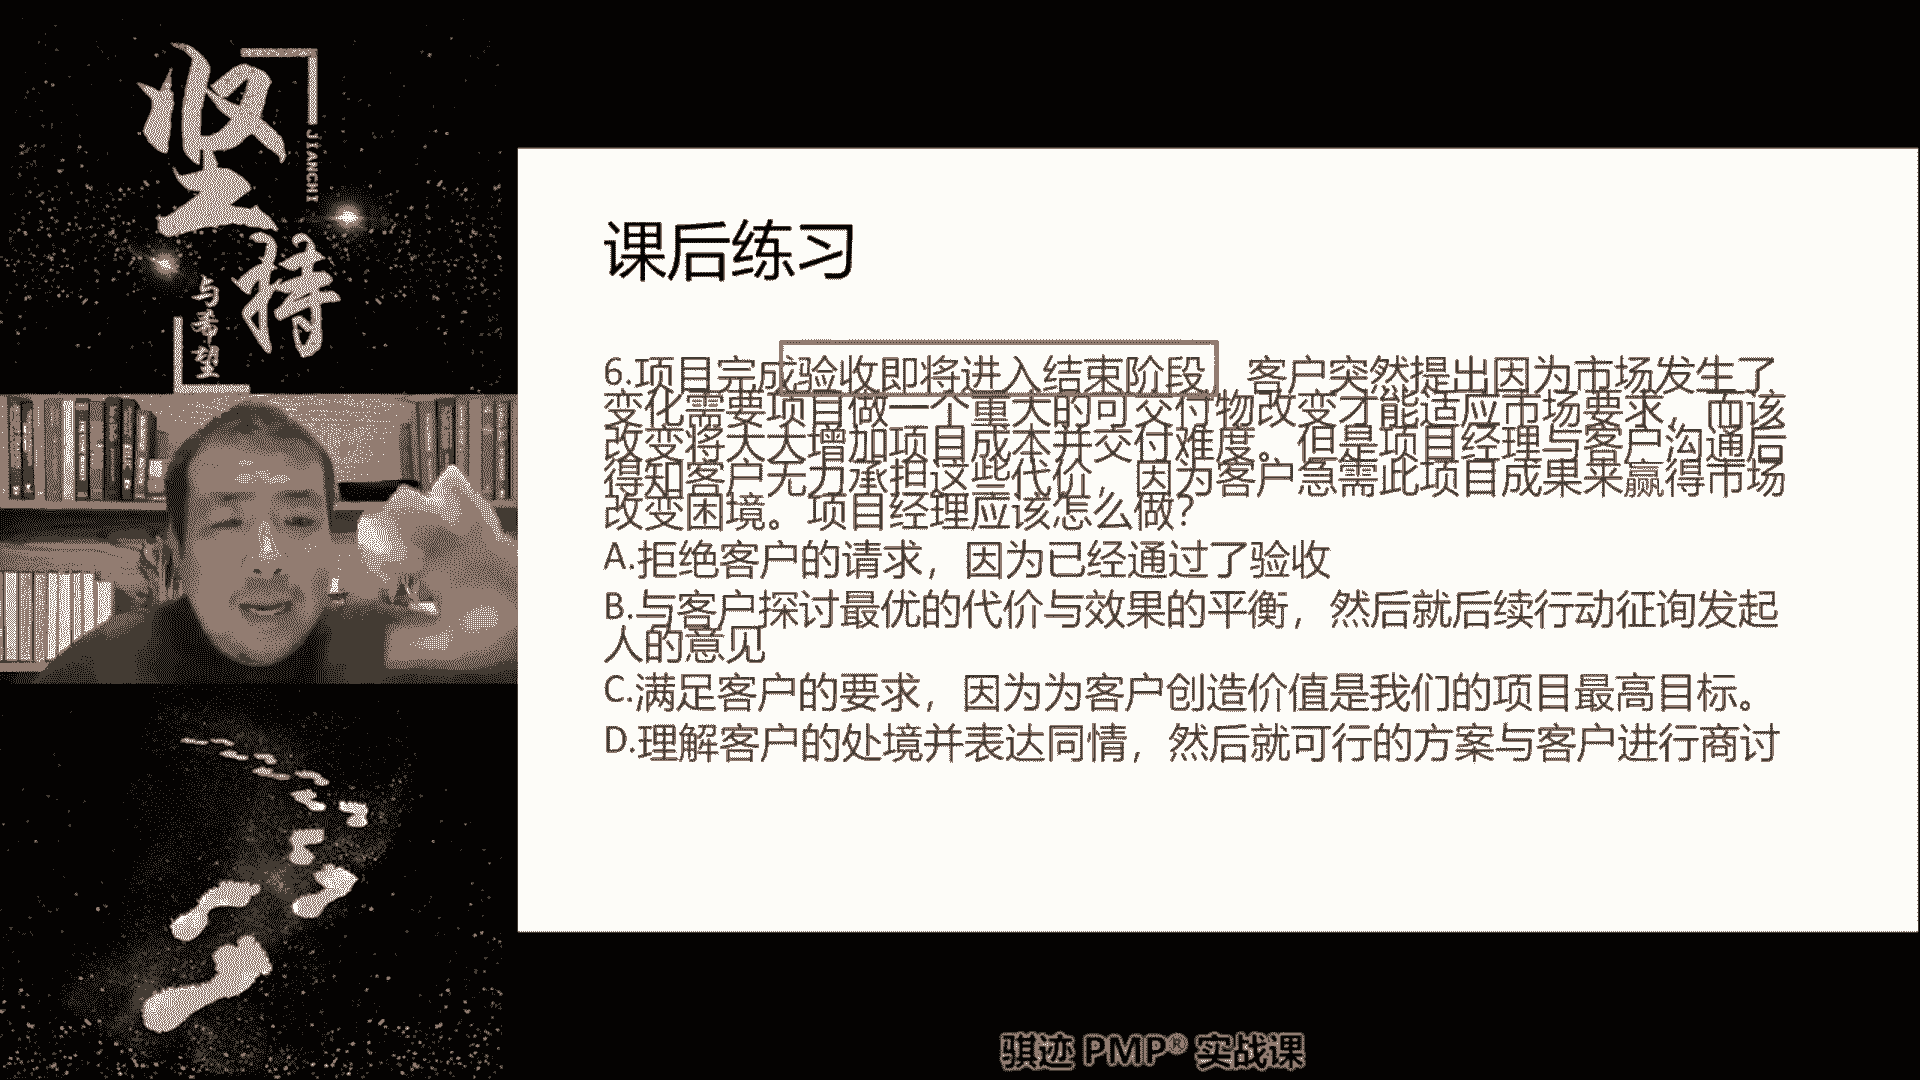 坚持
JIANCHI
与希望
课后练习
6.项目完成验收即将进入结束阶段，客户突然提出因为市场发生了
变化需要项目做一个重大的可交付物改变才能适应市场要求，而该
改变将大大增加项目成本并交付难度。但是项目经理与客户沟通后
得知客户无力承担这些代价，因为客户急需此项目成果来赢得市场
改变困境。项目经理应该怎么做？
A.拒绝客户的请求，因为已经通过了验收
B.与客户探讨最优的代价与效果的平衡，然后就后续行动征询发起
人的意见
C.满足客户的要求，因为为客户创造价值是我们的项目最高目标。
D.理解客户的处境并表达同情，然后就可行的方案与客户进行商讨
骐迹 PMP® 实战课